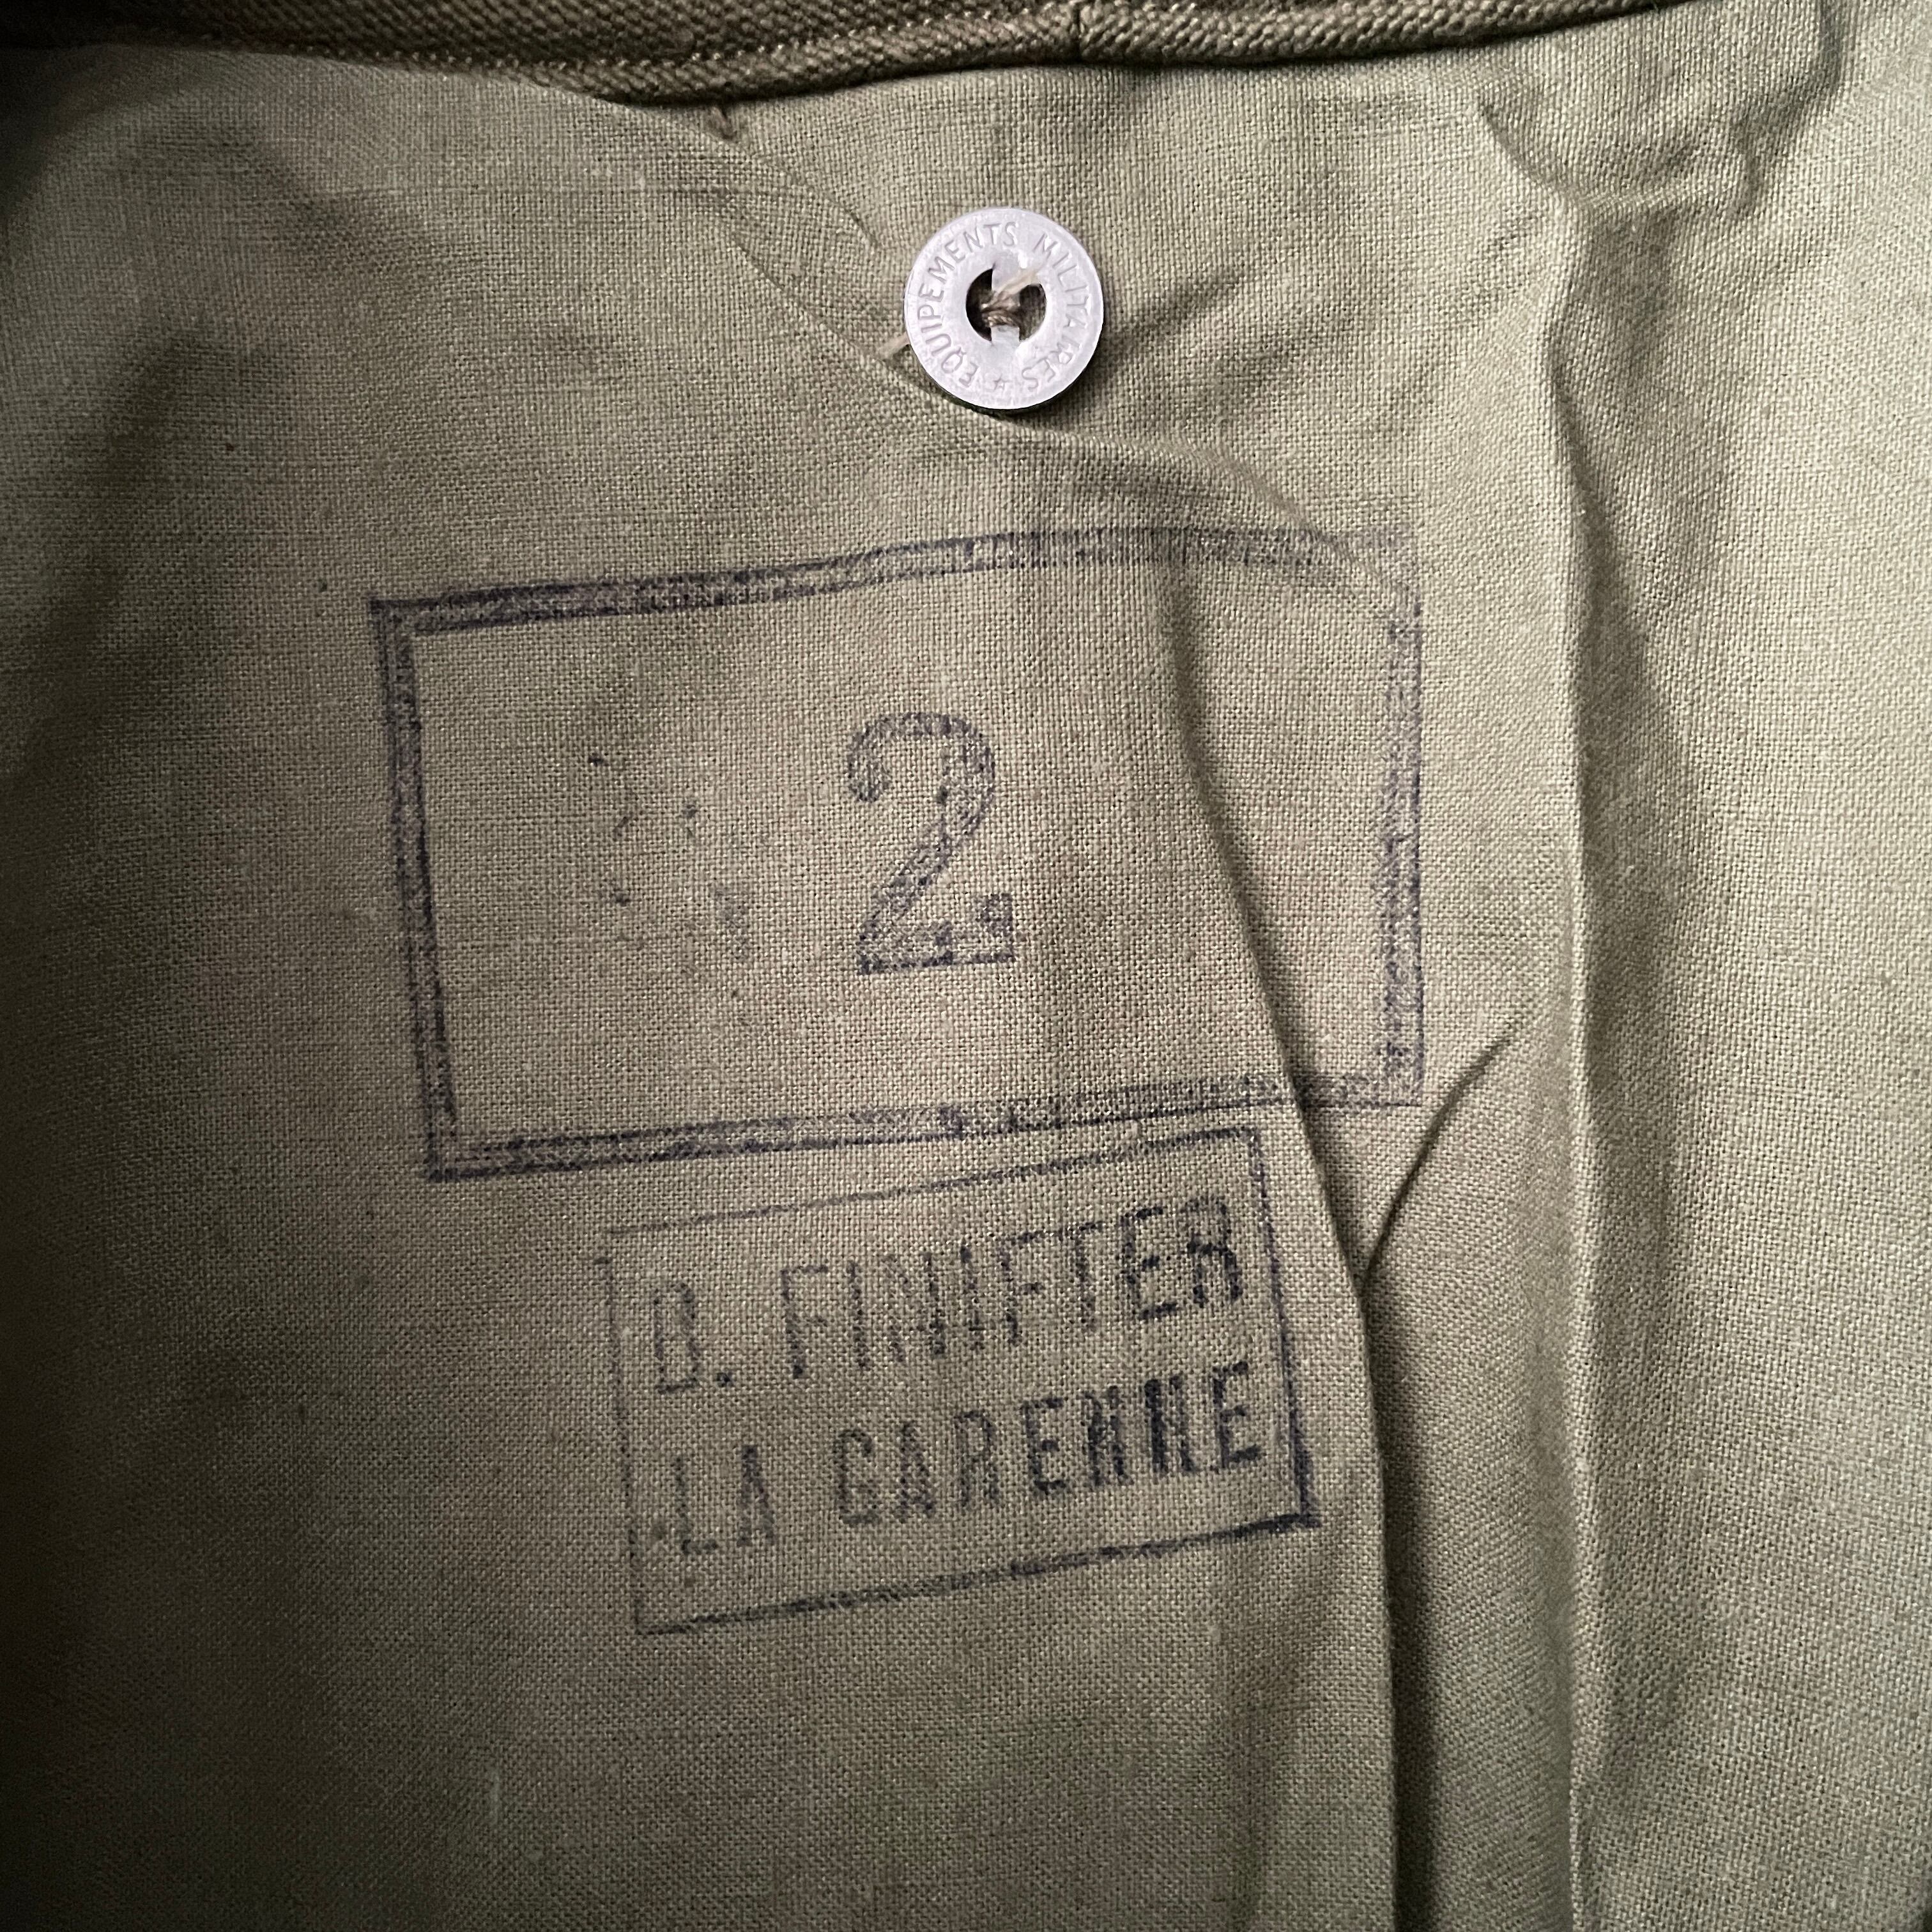 EQUIPEMENTS MILITAIRES ★
2
B. FINIFTER
LA GARENNE